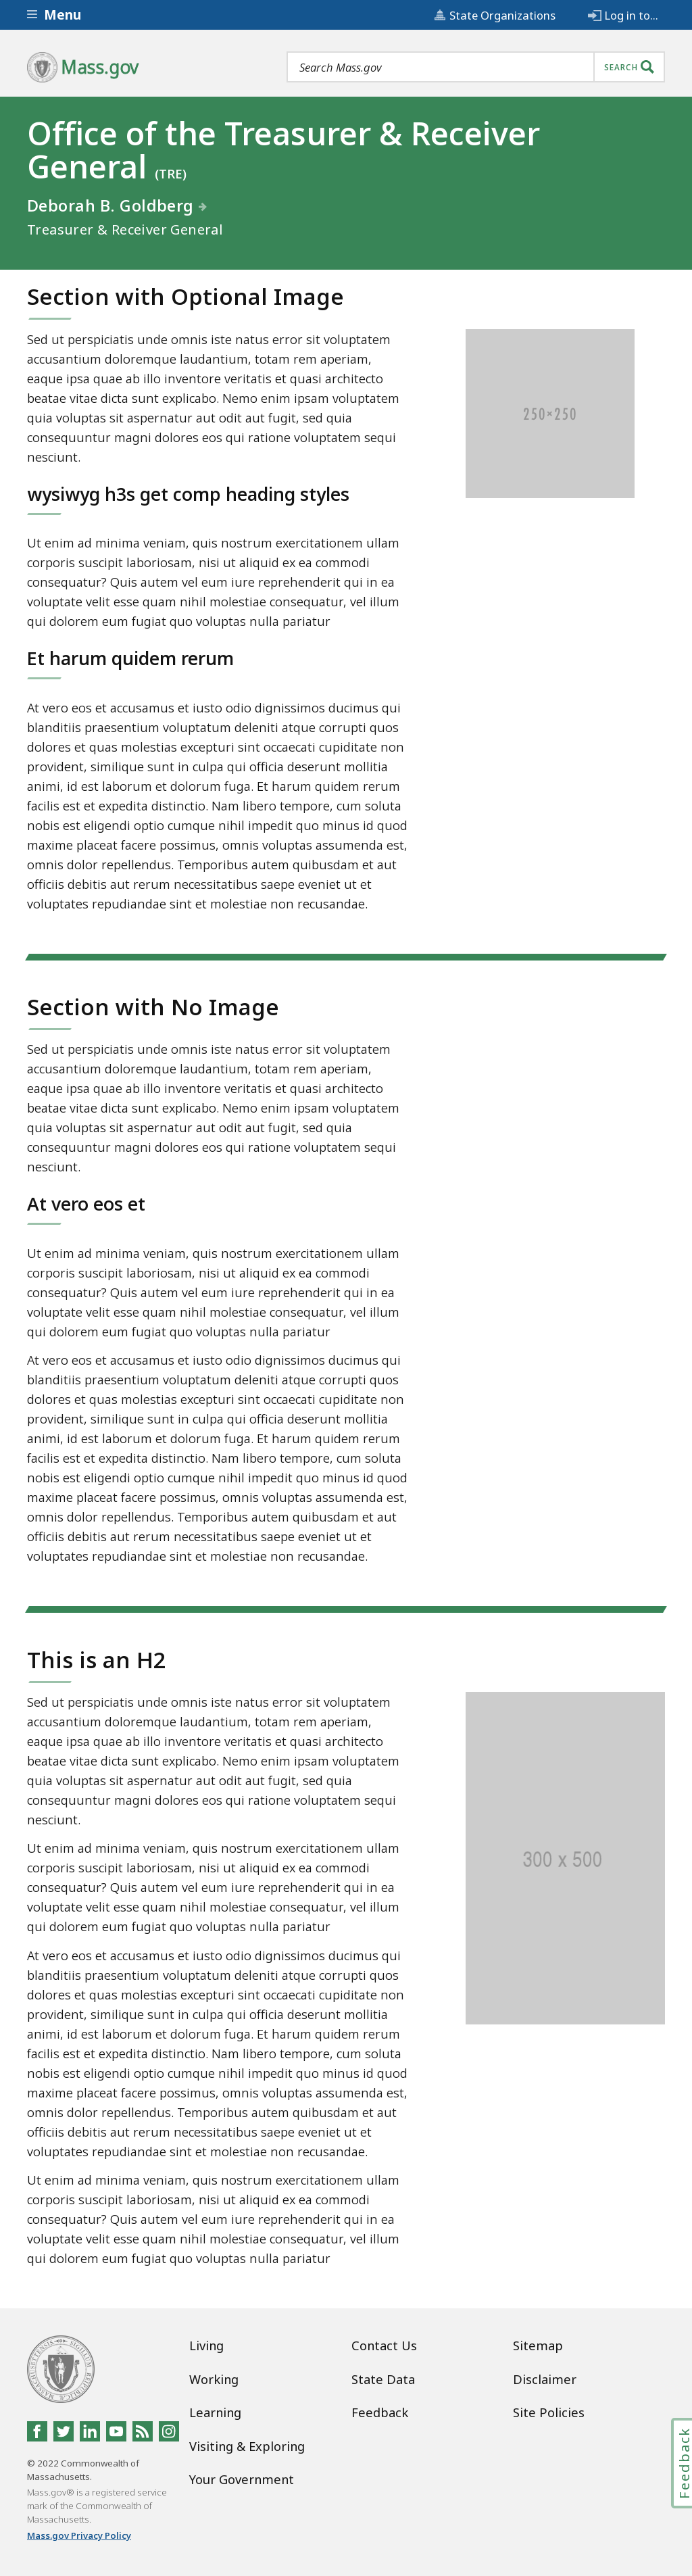 Menu
State Organizations
Log in to...
Mass.gov
Search Mass.gov
SEARCH
Office of the Treasurer & Receiver
General (TRE)
Deborah B. Goldberg
Treasurer & Receiver General
Section with Optional Image
Sed ut perspiciatis unde omnis iste natus error sit voluptatem
accusantium doloremque laudantium, totam rem aperiam,
eaque ipsa quae ab illo inventore veritatis et quasi architecto
beatae vitae dicta sunt explicabo. Nemo enim ipsam voluptatem
quia voluptas sit aspernatur aut odit aut fugit, sed quia
consequuntur magni dolores eos qui ratione voluptatem sequi
nesciunt.
250×250
wysiwyg h3s get comp heading styles
Ut enim ad minima veniam, quis nostrum exercitationem ullam
corporis suscipit laboriosam, nisi ut aliquid ex ea commodi
consequatur? Quis autem vel eum iure reprehenderit qui in ea
voluptate velit esse quam nihil molestiae consequatur, vel illum
qui dolorem eum fugiat quo voluptas nulla pariatur
Et harum quidem rerum
At vero eos et accusamus et iusto odio dignissimos ducimus qui
blanditiis praesentium voluptatum deleniti atque corrupti quos
dolores et quas molestias excepturi sint occaecati cupiditate non
provident, similique sunt in culpa qui officia deserunt mollitia
animi, id est laborum et dolorum fuga. Et harum quidem rerum
facilis est et expedita distinctio. Nam libero tempore, cum soluta
nobis est eligendi optio cumque nihil impedit quo minus id quod
maxime placeat facere possimus, omnis voluptas assumenda est,
omnis dolor repellendus. Temporibus autem quibusdam et aut
officiis debitis aut rerum necessitatibus saepe eveniet ut et
voluptates repudiandae sint et molestiae non recusandae.
Section with No Image
Sed ut perspiciatis unde omnis iste natus error sit voluptatem
accusantium doloremque laudantium, totam rem aperiam,
eaque ipsa quae ab illo inventore veritatis et quasi architecto
beatae vitae dicta sunt explicabo. Nemo enim ipsam voluptatem
quia voluptas sit aspernatur aut odit aut fugit, sed quia
consequuntur magni dolores eos qui ratione voluptatem sequi
nesciunt.
At vero eos et
Ut enim ad minima veniam, quis nostrum exercitationem ullam
corporis suscipit laboriosam, nisi ut aliquid ex ea commodi
consequatur? Quis autem vel eum iure reprehenderit qui in ea
voluptate velit esse quam nihil molestiae consequatur, vel illum
qui dolorem eum fugiat quo voluptas nulla pariatur
At vero eos et accusamus et iusto odio dignissimos ducimus qui
blanditiis praesentium voluptatum deleniti atque corrupti quos
dolores et quas molestias excepturi sint occaecati cupiditate non
provident, similique sunt in culpa qui officia deserunt mollitia
animi, id est laborum et dolorum fuga. Et harum quidem rerum
facilis est et expedita distinctio. Nam libero tempore, cum soluta
nobis est eligendi optio cumque nihil impedit quo minus id quod
maxime placeat facere possimus, omnis voluptas assumenda est,
omnis dolor repellendus. Temporibus autem quibusdam et aut
officiis debitis aut rerum necessitatibus saepe eveniet ut et
voluptates repudiandae sint et molestiae non recusandae.
This is an H2
Sed ut perspiciatis unde omnis iste natus error sit voluptatem
accusantium doloremque laudantium, totam rem aperiam,
eaque ipsa quae ab illo inventore veritatis et quasi architecto
beatae vitae dicta sunt explicabo. Nemo enim ipsam voluptatem
quia voluptas sit aspernatur aut odit aut fugit, sed quia
consequuntur magni dolores eos qui ratione voluptatem sequi
nesciunt.
Ut enim ad minima veniam, quis nostrum exercitationem ullam
corporis suscipit laboriosam, nisi ut aliquid ex ea commodi
consequatur? Quis autem vel eum iure reprehenderit qui in ea
voluptate velit esse quam nihil molestiae consequatur, vel illum
qui dolorem eum fugiat quo voluptas nulla pariatur
300 x 500
At vero eos et accusamus et iusto odio dignissimos ducimus qui
blanditiis praesentium voluptatum deleniti atque corrupti quos
dolores et quas molestias excepturi sint occaecati cupiditate non
provident, similique sunt in culpa qui officia deserunt mollitia
animi, id est laborum et dolorum fuga. Et harum quidem rerum
facilis est et expedita distinctio. Nam libero tempore, cum soluta
nobis est eligendi optio cumque nihil impedit quo minus id quod
maxime placeat facere possimus, omnis voluptas assumenda est,
omnis dolor repellendus. Temporibus autem quibusdam et aut
officiis debitis aut rerum necessitatibus saepe eveniet ut et
voluptates repudiandae sint et molestiae non recusandae.
Ut enim ad minima veniam, quis nostrum exercitationem ullam
corporis suscipit laboriosam, nisi ut aliquid ex ea commodi
consequatur? Quis autem vel eum iure reprehenderit qui in ea
voluptate velit esse quam nihil molestiae consequatur, vel illum
qui dolorem eum fugiat quo voluptas nulla pariatur
Living
Working
Learning
Visiting & Exploring
Your Government
Contact Us
State Data
Feedback
Sitemap
Disclaimer
Site Policies
© 2022 Commonwealth of
Massachusetts.
Mass.gov® is a registered service
mark of the Commonwealth of
Massachusetts.
Mass.gov Privacy Policy
Feedback